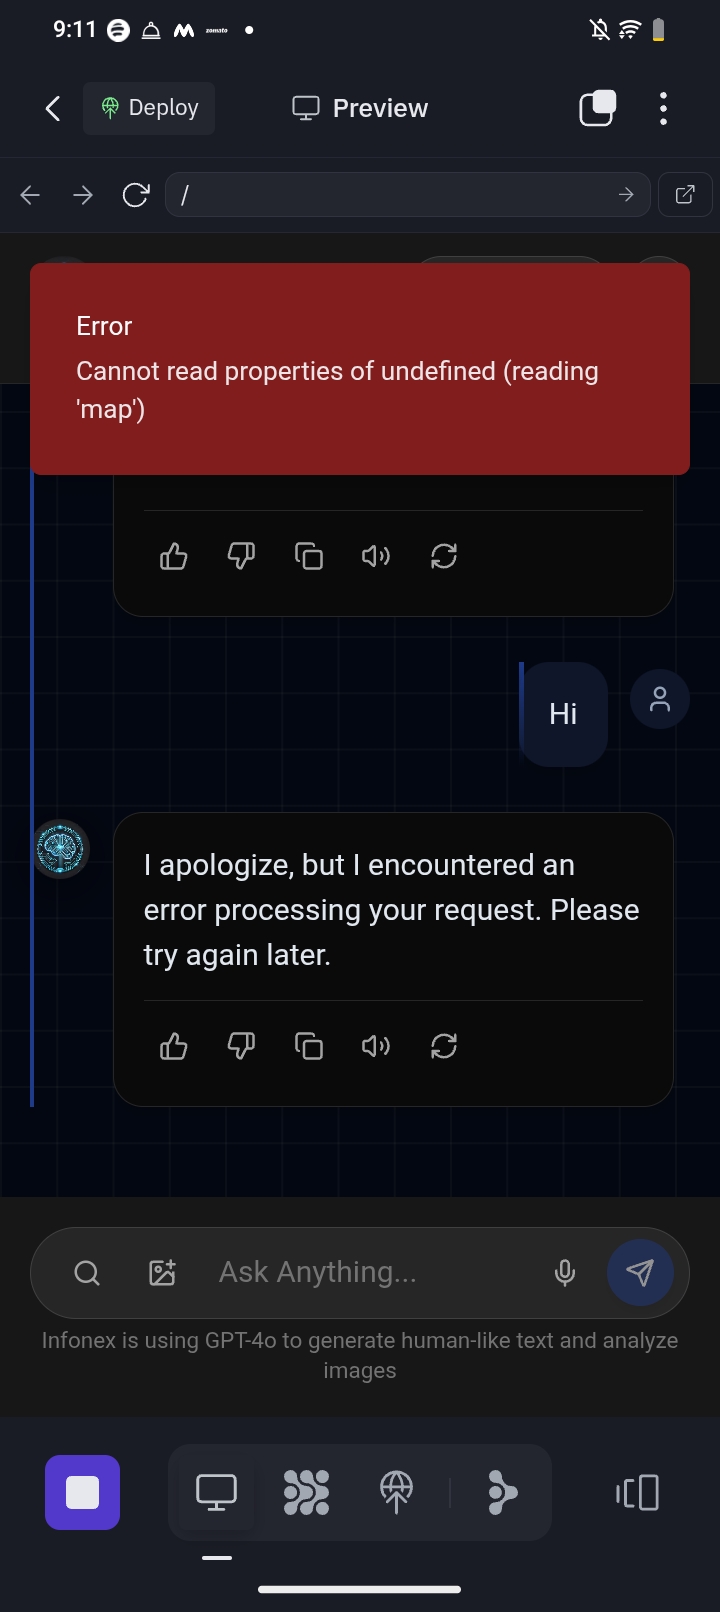 9:11 zomato
Deploy Preview
/
Error
Cannot read properties of undefined (reading
'map')
Hi
I apologize, but I encountered an
error processing your request. Please
try again later.
Ask Anything...
Infonex is using GPT-4o to generate human-like text and analyze
images